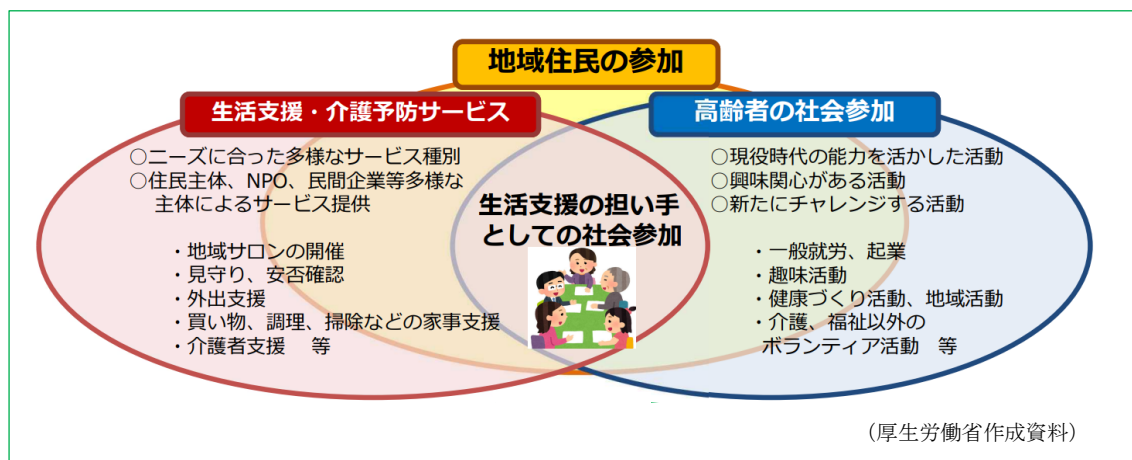 地域住民の参加
生活支援・介護予防サービス
○ニーズに合った多様なサービス種別
○住民主体、NPO、民間企業等多様な
主体によるサービス提供
・地域サロンの開催
・見守り、安否確認
・外出支援
・買い物、調理、掃除などの家事支援
・介護者支援　等
生活支援の担い手
としての社会参加
高齢者の社会参加
○現役時代の能力を活かした活動
○興味関心がある活動
○新たにチャレンジする活動
・一般就労、起業
・趣味活動
・健康づくり活動、地域活動
・介護、福祉以外の
ボランティア活動　等
（厚生労働省作成資料）